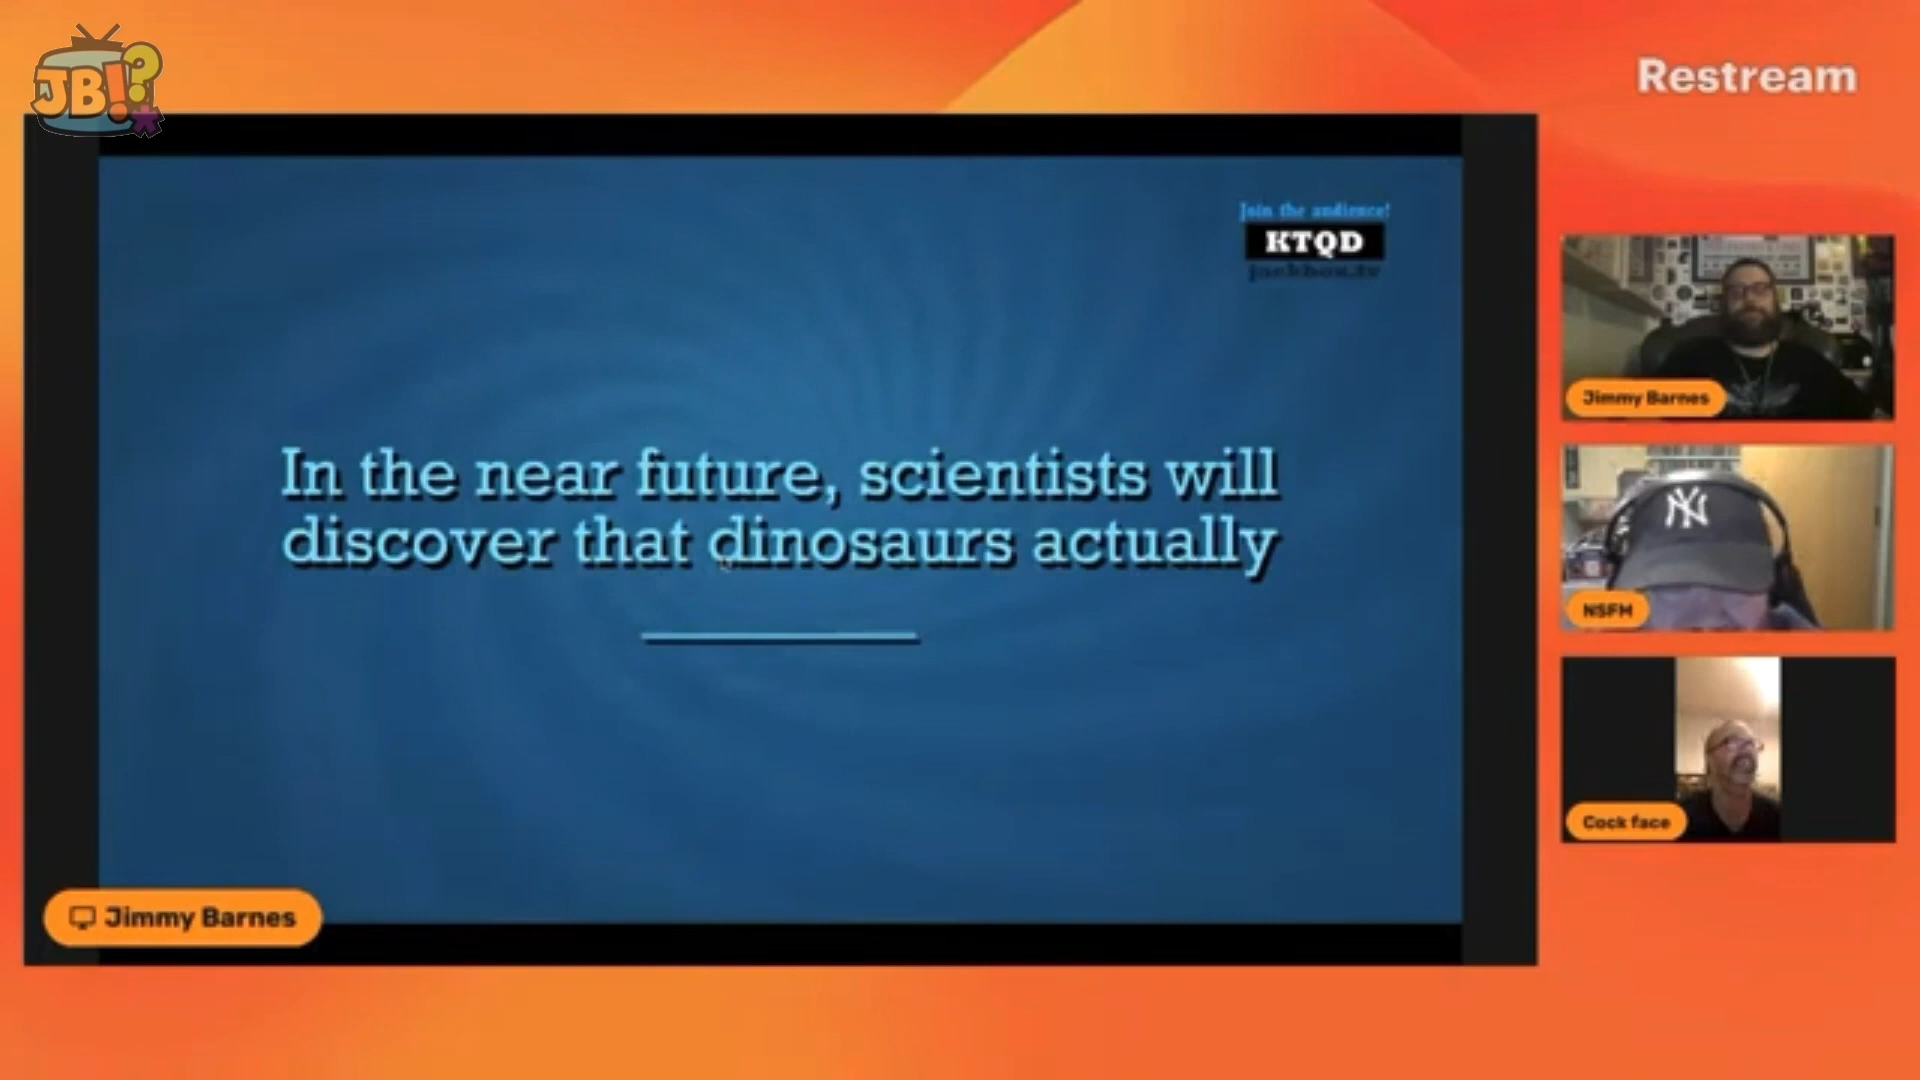 JB!?*
Restream
Join the audience!
KTQD
jackbox.tv
In the near future, scientists will
discover that dinosaurs actually
Jimmy Barnes
NY
NSFM
Cock face
Jimmy Barnes